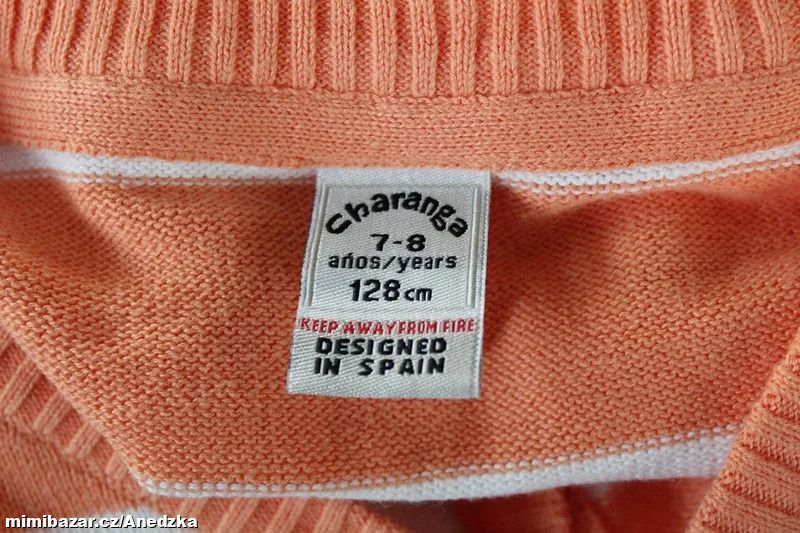 Charanga
7-8
años/years
128cm
KEEP AWAY FROM FIRE
DESIGNED
IN SPAIN
mimibazar.cz/Anedzka